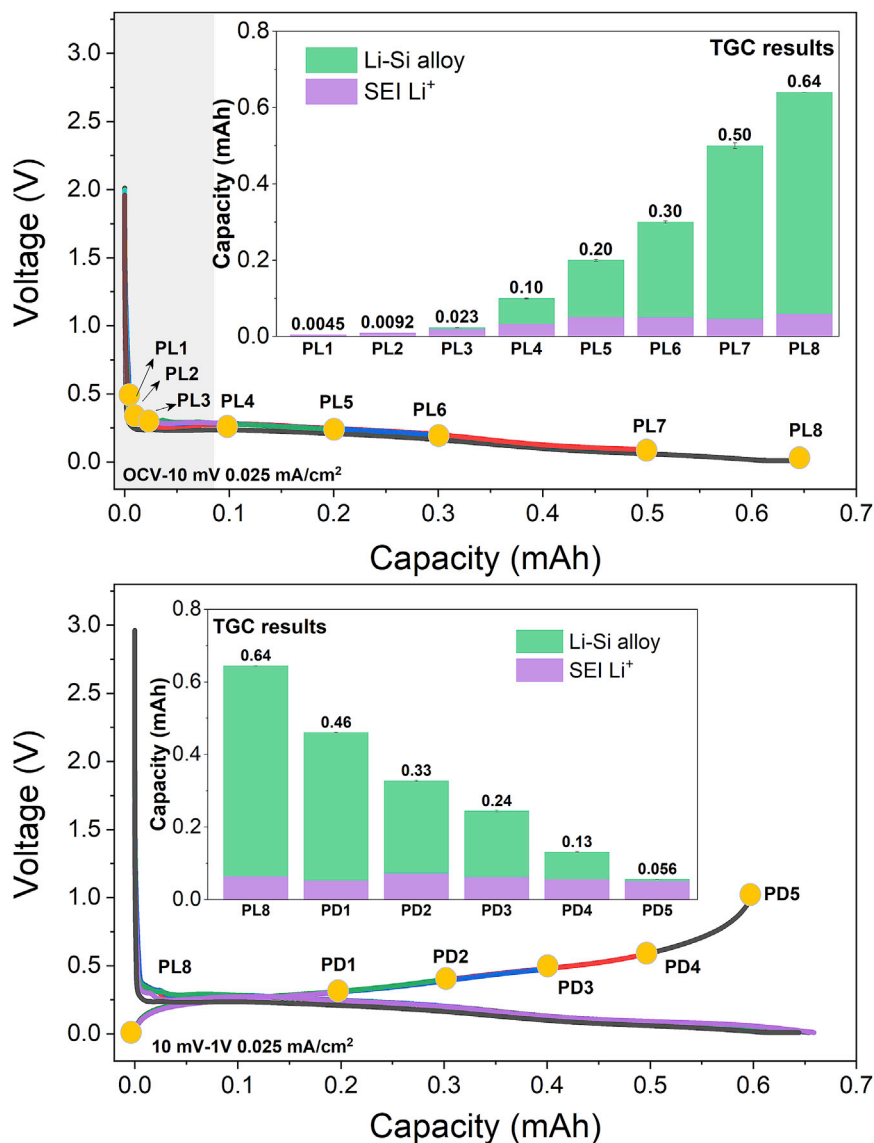 3.0
2.5
2.0
1.5
1.0
0.5
0.0
Voltage (V)
0.8
0.6
0.4
0.2
0.0
Capacity (mAh)
Li-Si alloy
SEI Li⁺
TGC results
0.0045
0.0092
0.023
0.10
0.20
0.30
0.50
0.64
PL1
PL2
PL3
PL4
PL5
PL6
PL7
PL8
PL1
PL2
PL3
PL4
PL5
PL6
PL7
PL8
OCV-10 mV 0.025 mA/cm²
0.0
0.1
0.2
0.3
0.4
0.5
0.6
0.7
Capacity (mAh)
3.0
2.5
2.0
1.5
1.0
0.5
0.0
Voltage (V)
0.8
0.6
0.4
0.2
0.0
Capacity (mAh)
TGC results
Li-Si alloy
SEI Li⁺
0.64
0.46
0.33
0.24
0.13
0.056
PL8
PD1
PD2
PD3
PD4
PD5
PL8
PD1
PD2
PD3
PD4
PD5
10 mV-1V 0.025 mA/cm²
0.0
0.1
0.2
0.3
0.4
0.5
0.6
0.7
Capacity (mAh)